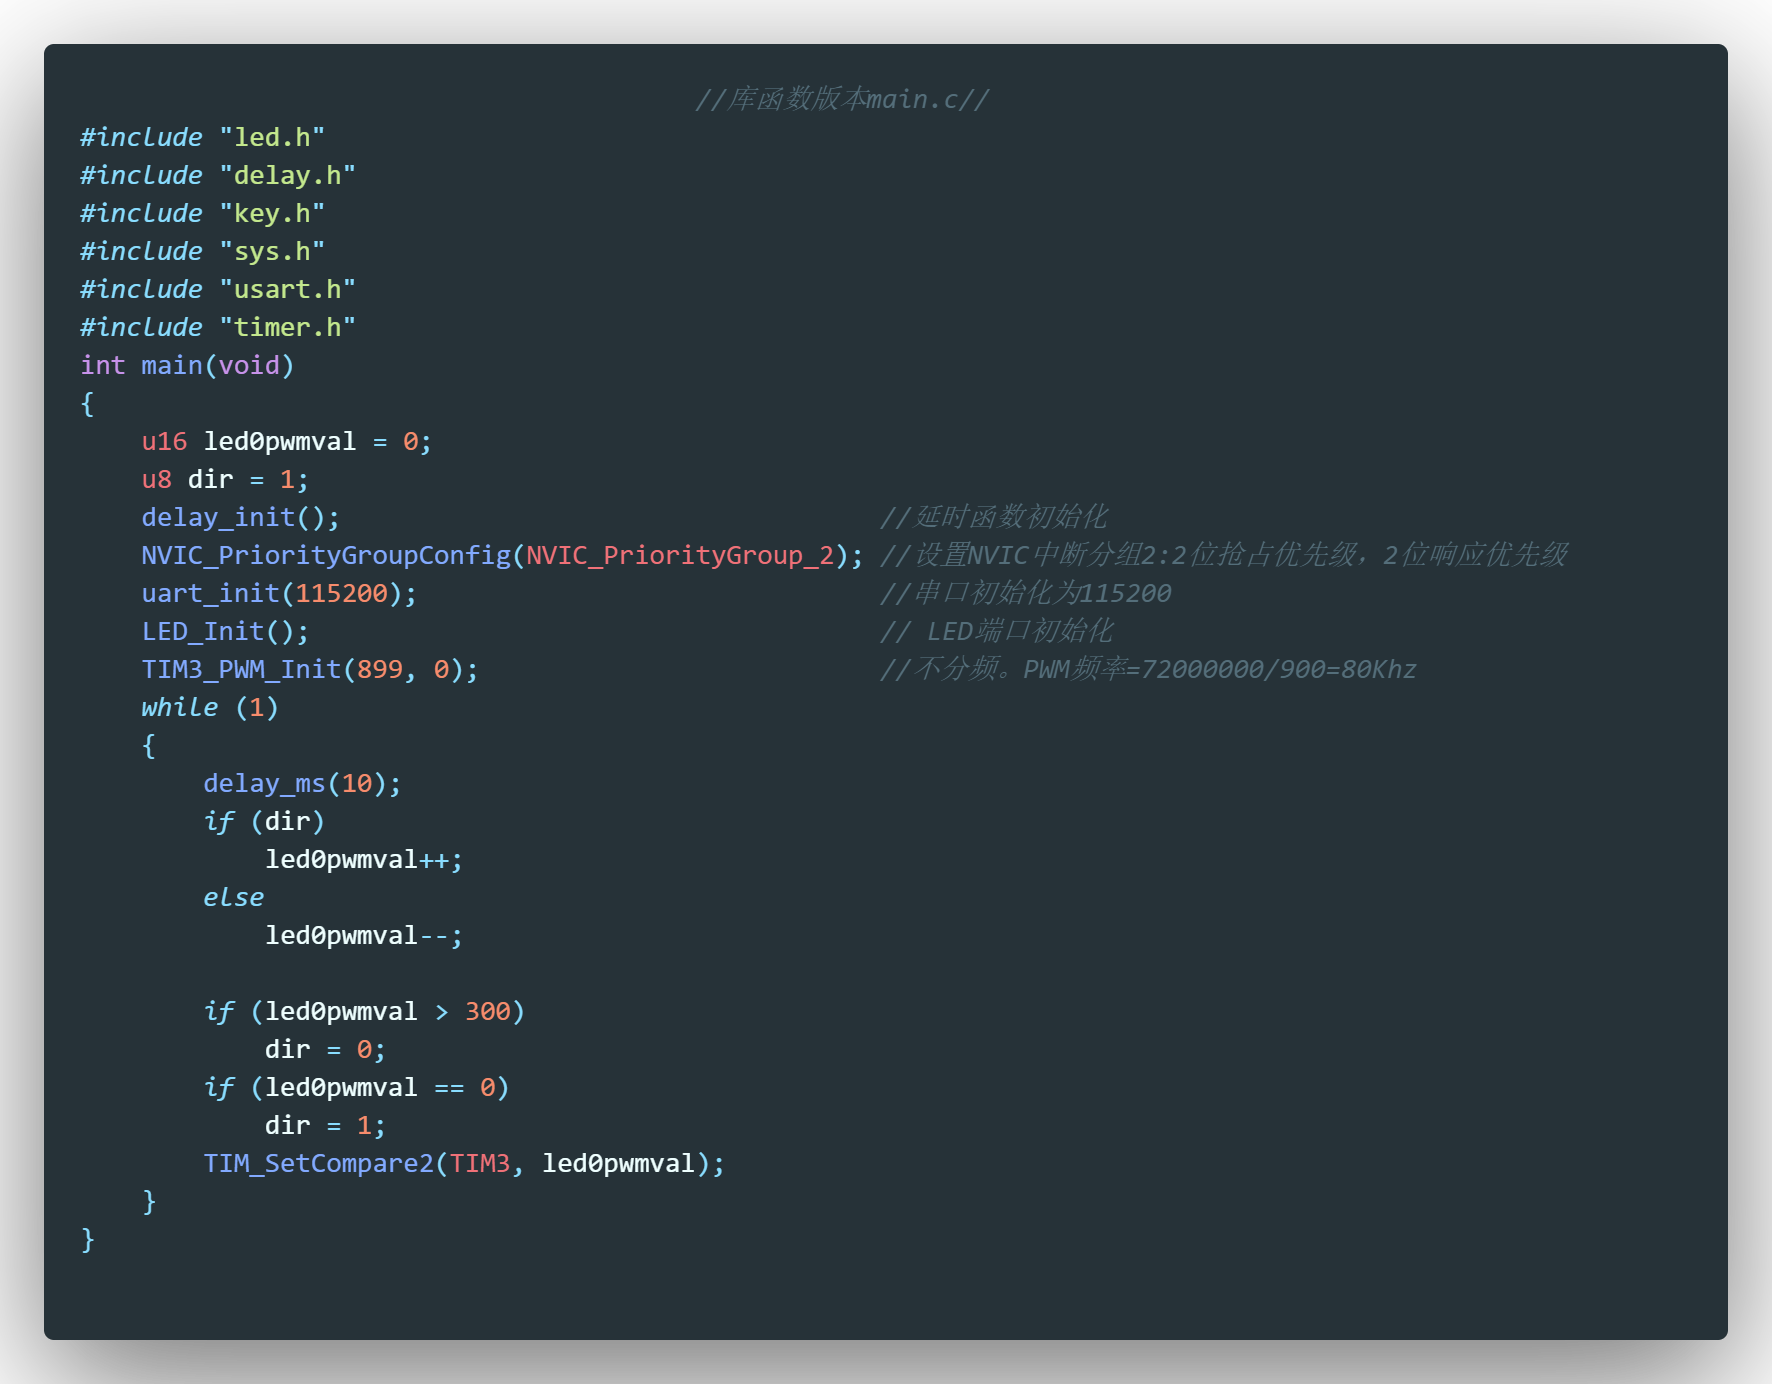 //库函数版本main.c//
#include "led.h"
#include "delay.h"
#include "key.h"
#include "sys.h"
#include "usart.h"
#include "timer.h"
int main(void)
{
    u16 led0pwmval = 0;
    u8 dir = 1;
    delay_init();                                   //延时函数初始化
    NVIC_PriorityGroupConfig(NVIC_PriorityGroup_2); //设置NVIC中断分组2:2位抢占优先级，2位响应优先级
    uart_init(115200);                              //串口初始化为115200
    LED_Init();                                     // LED端口初始化
    TIM3_PWM_Init(899, 0);                          //不分频。PWM频率=72000000/900=80Khz
    while (1)
    {
        delay_ms(10);
        if (dir)
            led0pwmval++;
        else
            led0pwmval--;

        if (led0pwmval > 300)
            dir = 0;
        if (led0pwmval == 0)
            dir = 1;
        TIM_SetCompare2(TIM3, led0pwmval);
    }
}